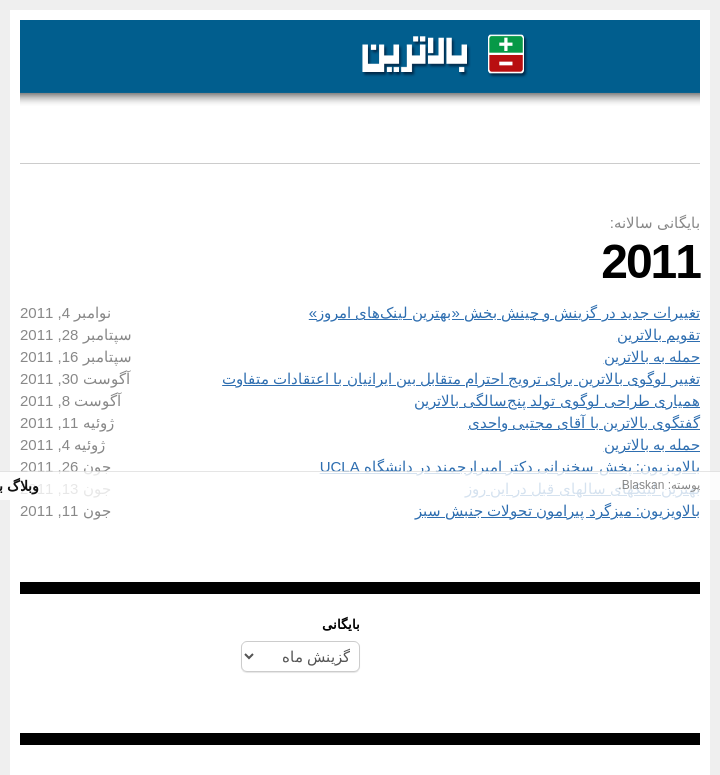 بالاترین
بایگانی سالانه:
2011
تغییرات جدید در گزینش و چینش بخش «بهترین لینک‌های امروز» نوامبر 4, 2011
تقویم بالاترین سپتامبر 28, 2011
حمله به بالاترین سپتامبر 16, 2011
تغییر لوگوی بالاترین برای ترویج احترام متقابل بین ایرانیان با اعتقادات متفاوت آگوست 30, 2011
همیاری طراحی لوگوی تولد پنج‌سالگی بالاترین آگوست 8, 2011
گفتگوی بالاترین با آقای مجتبی واحدی ژوئیه 11, 2011
حمله به بالاترین ژوئیه 4, 2011
بالاویزیون: پخش سخنرانی دکتر امیرارجمند در دانشگاه UCLA جون 26, 2011
بهترین لینکهای سالهای قبل در این روز جون 13, 2011
پوسته: Blaskan. وبلاگ
بالاویزیون: میزگرد پیرامون تحولات جنبش سبز جون 11, 2011
بایگانی
گزینش ماه